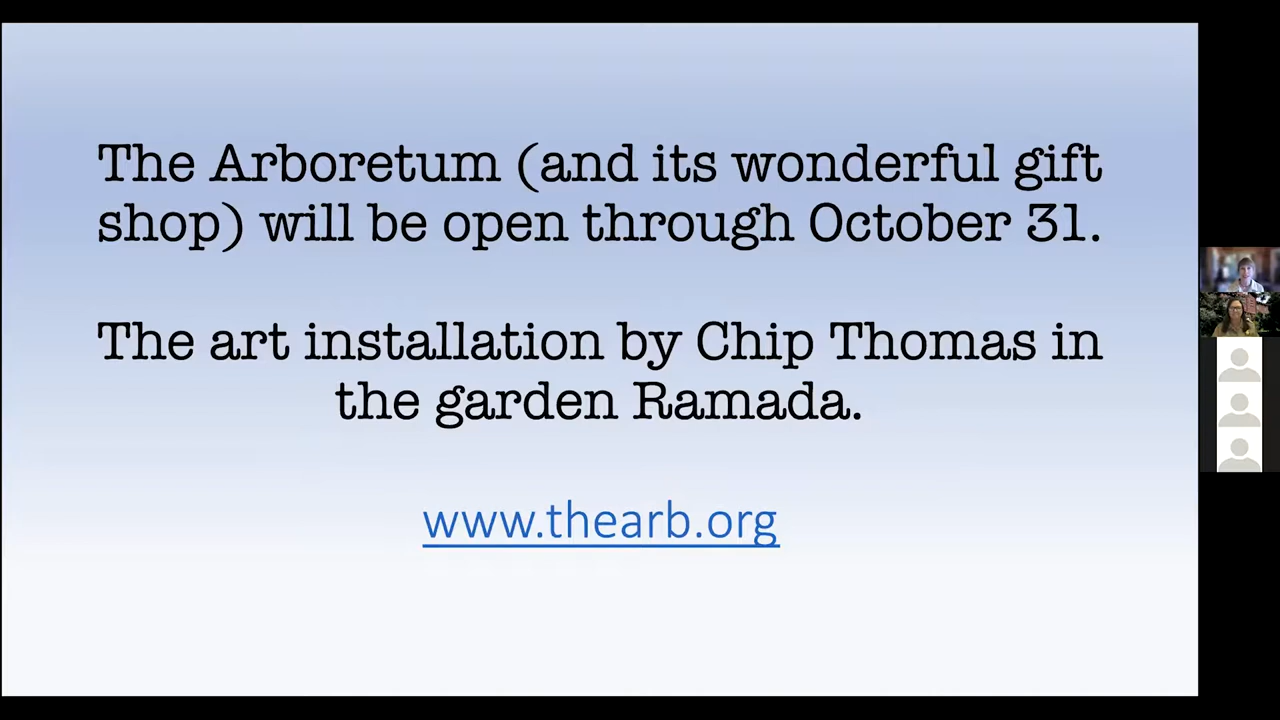 The Arboretum (and its wonderful gift
shop) will be open through October 31.
The art installation by Chip Thomas in
the garden Ramada.
www.thearb.org